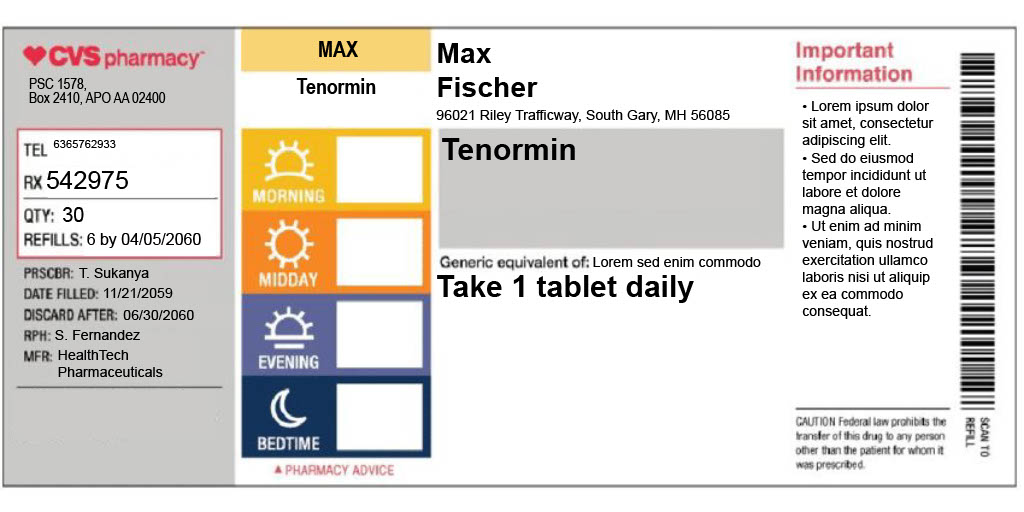 CVS pharmacy
PSC 1578,
Box 2410, APO AA 02400
TEL 6365762933
RX 542975
QTY: 30
REFILLS: 6 by 04/05/2060
PRSCBR: T. Sukanya
DATE FILLED: 11/21/2059
DISCARD AFTER: 06/30/2060
RPH: S. Fernandez
MFR: HealthTech
Pharmaceuticals
MAX
Tenormin
MORNING
MIDDAY
EVENING
BEDTIME
▲ PHARMACY ADVICE
Max
Fischer
96021 Riley Trafficway, South Gary, MH 56085
Tenormin
Generic equivalent of: Lorem sed enim commodo
Take 1 tablet daily
Important
Information
• Lorem ipsum dolor
sit amet, consectetur
adipiscing elit.
• Sed do eiusmod
tempor incididunt ut
labore et dolore
magna aliqua.
• Ut enim ad minim
veniam, quis nostrud
exercitation ullamco
laboris nisi ut aliquip
ex ea commodo
consequat.
CAUTION Federal law prohibits the
transfer of this drug to any person
other than the patient for whom it
was prescribed.
SCAN TO
REFILL